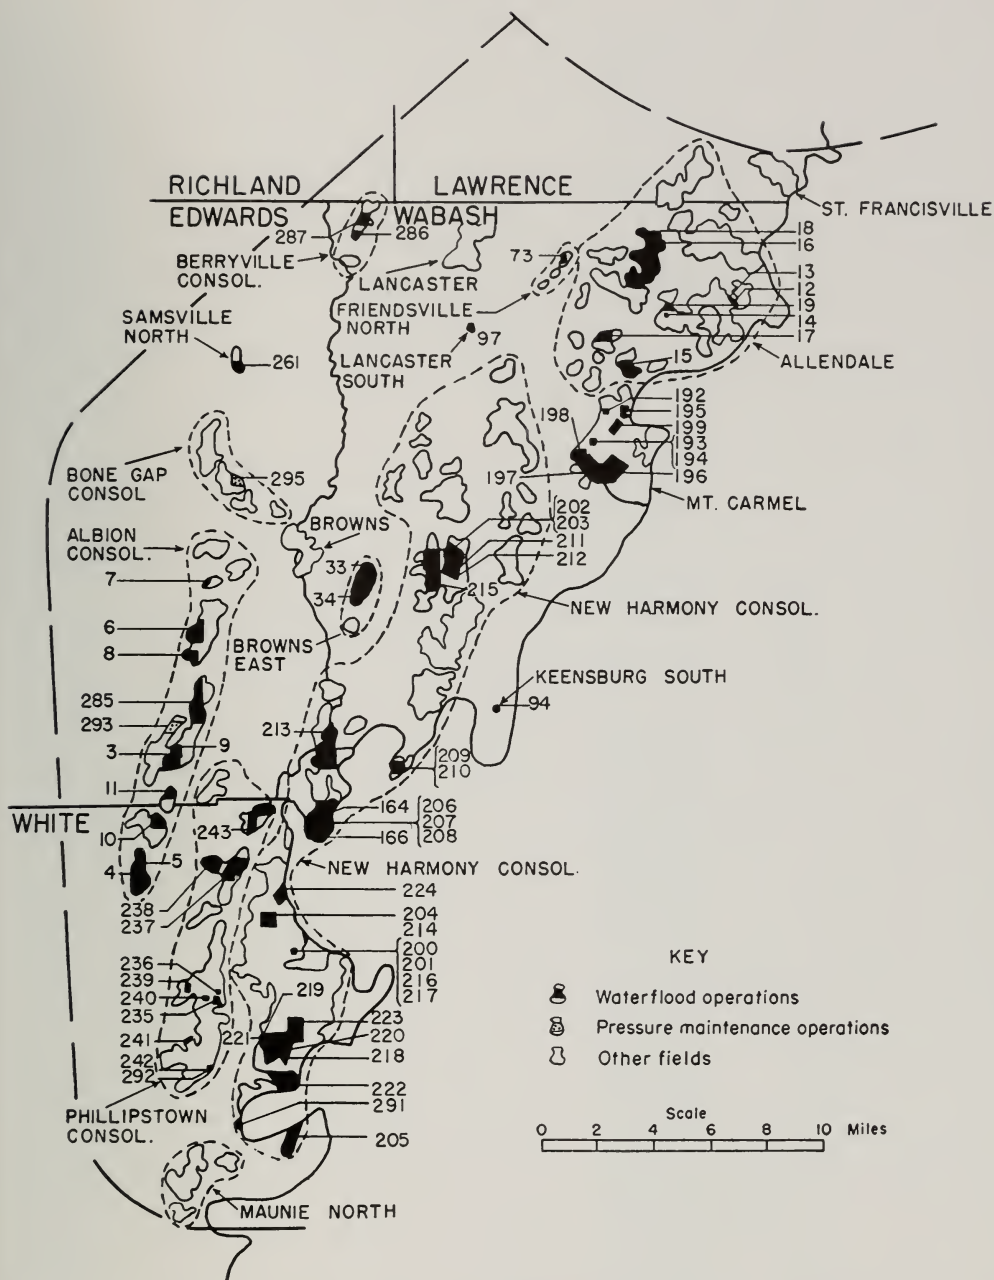 RICHLAND
LAWRENCE
EDWARDS
WABASH
ST. FRANCISVILLE
287
286
18
16
BERRYVILLE
CONSOL.
73
LANCASTER
13
12
19
14
17
FRIENDSVILLE
NORTH
SAMSVILLE
NORTH
97
LANCASTER
SOUTH
261
15
ALLENDALE
192
195
199
193
194
196
198
197
BONE GAP
CONSOL
295
MT. CARMEL
BROWNS
202
203
211
212
215
ALBION
CONSOL.
7
33
34
NEW HARMONY CONSOL.
6
8
BROWNS
EAST
KEENSBURG SOUTH
94
285
293
3
9
213
209
210
11
WHITE
10
243
164
166
206
207
208
5
4
NEW HARMONY CONSOL.
224
238
237
204
214
200
201
216
217
236
239
240
235
219
241
221
223
220
218
242
292
222
291
PHILLIPSTOWN
CONSOL.
205
MAUNIE NORTH
KEY
Waterflood operations
Pressure maintenance operations
Other fields
Scale
0 2 4 6 8 10 Miles